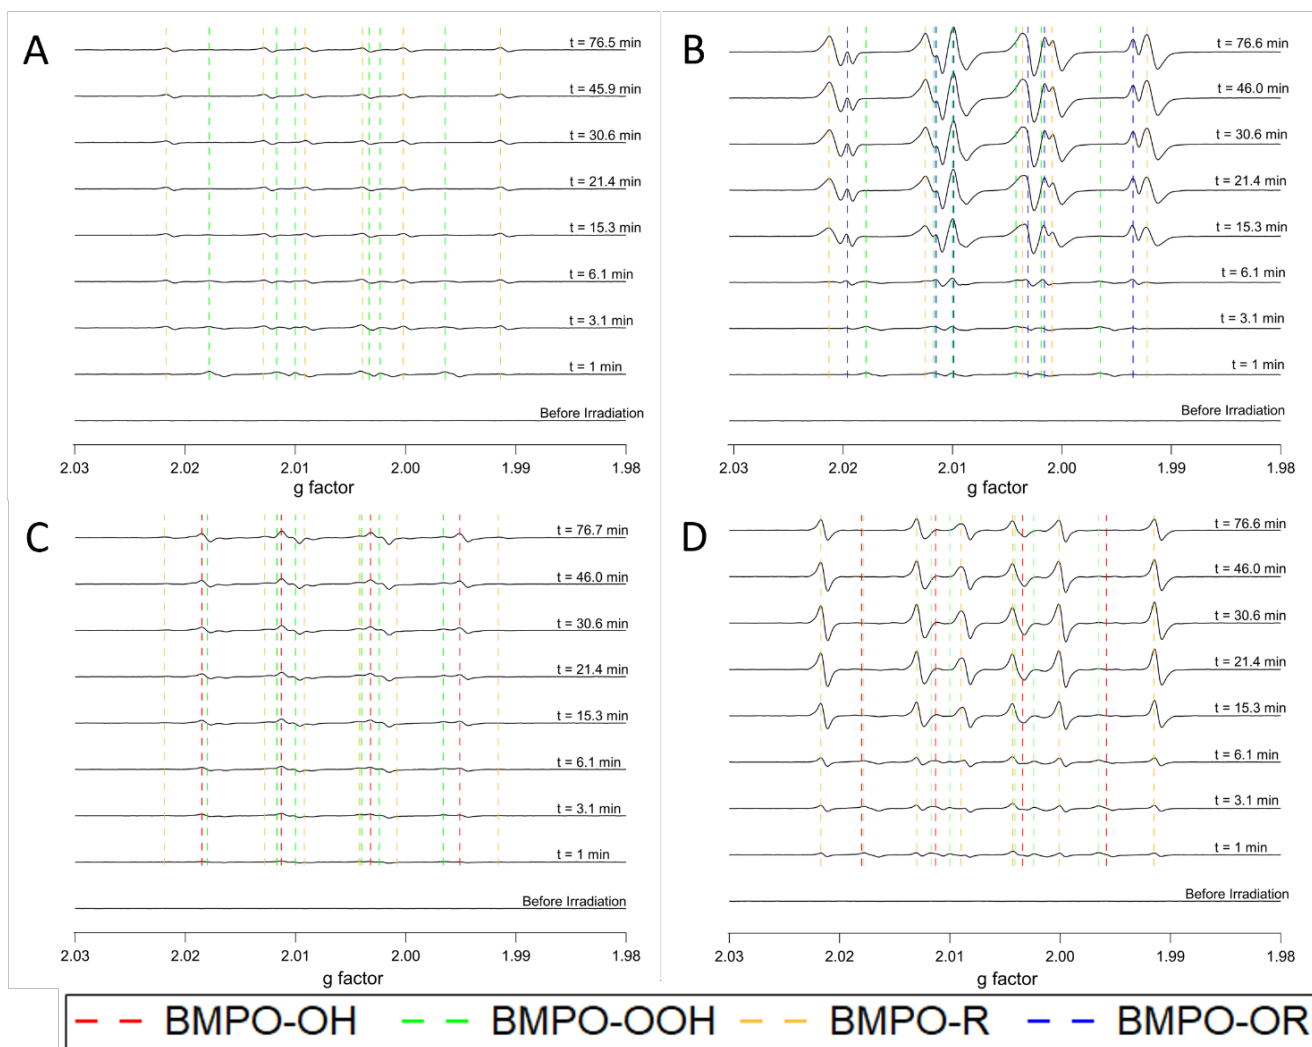 A
t = 76.5 min
t = 45.9 min
t = 30.6 min
t = 21.4 min
t = 15.3 min
t = 6.1 min
t = 3.1 min
t = 1 min
Before Irradiation
2.03 2.02 2.01 2.00 1.99 1.98
g factor
B
t = 76.6 min
t = 46.0 min
t = 30.6 min
t = 21.4 min
t = 15.3 min
t = 6.1 min
t = 3.1 min
t = 1 min
Before Irradiation
2.03 2.02 2.01 2.00 1.99 1.98
g factor
C
t = 76.7 min
t = 46.0 min
t = 30.6 min
t = 21.4 min
t = 15.3 min
t = 6.1 min
t = 3.1 min
t = 1 min
Before Irradiation
2.03 2.02 2.01 2.00 1.99 1.98
g factor
D
t = 76.6 min
t = 46.0 min
t = 30.6 min
t = 21.4 min
t = 15.3 min
t = 6.1 min
t = 3.1 min
t = 1 min
Before Irradiation
2.03 2.02 2.01 2.00 1.99 1.98
g factor
BMPO-OH BMPO-OOH BMPO-R BMPO-OR